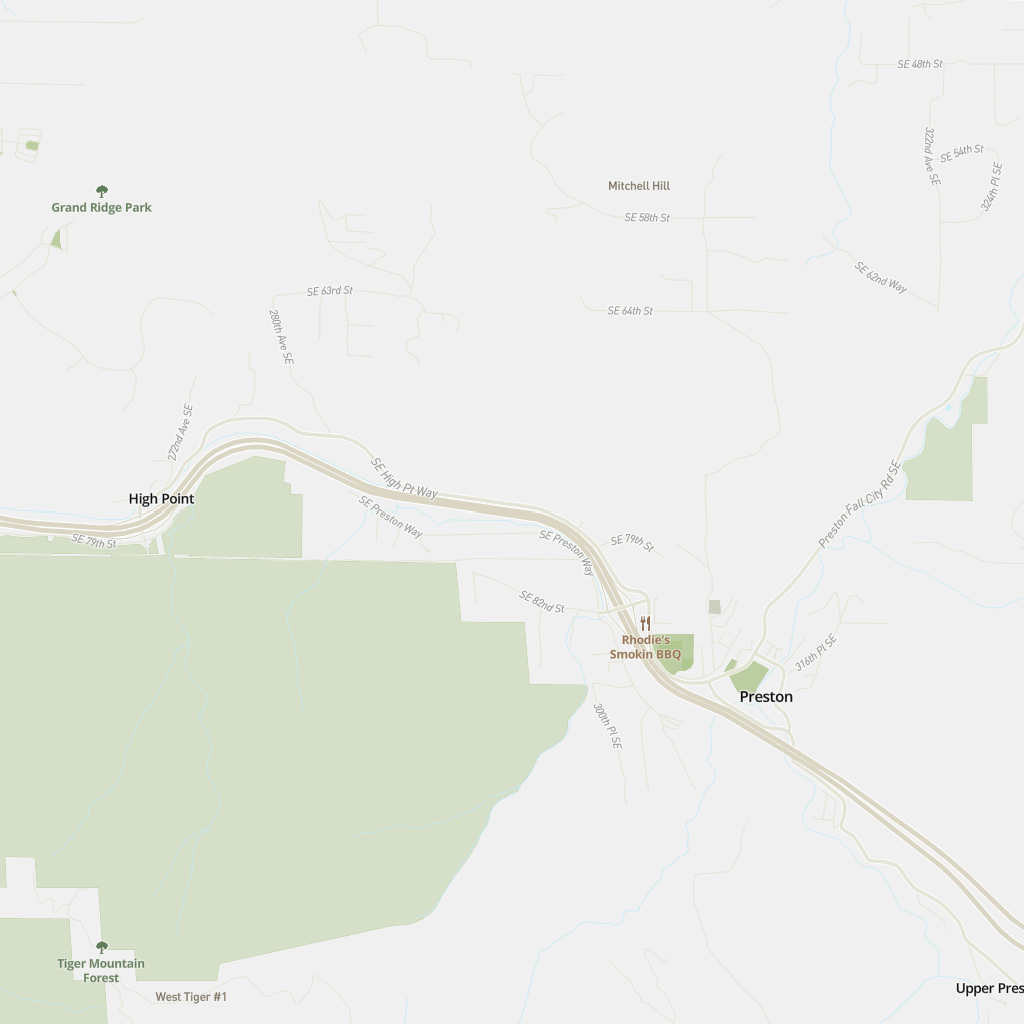 SE 48th St
322nd Ave SE
SE 54th St
324th Pl SE
Mitchell Hill
Grand Ridge Park
SE 58th St
SE 62nd Way
SE 63rd St
SE 64th St
280th Ave SE
272nd Ave SE
SE High Pt Way
High Point
SE Preston Way
Preston Fall City Rd SE
SE 79th St
SE Preston Way
SE 79th St
SE 82nd St
Rhodie's
Smokin BBQ
316th Pl SE
Preston
300th Pl SE
Tiger Mountain
Forest
West Tiger #1
Upper Pres